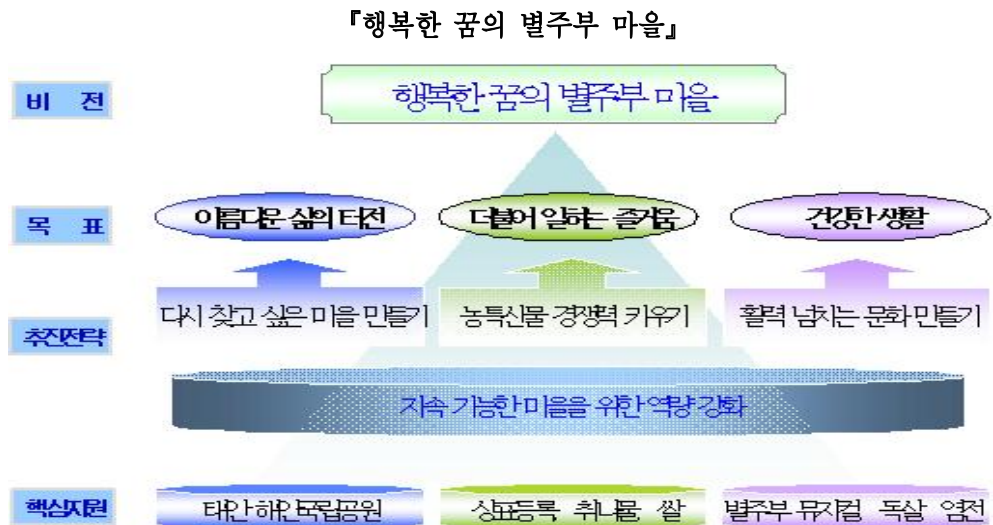 『행복한 꿈의 별주부 마을』
비 전
행복한 꿈의 별주부 마을
목 표
아름다운 삶의 터전
더불어 일하는 즐거움
건강한 생활
다시 찾고 싶은 마을 만들기
농특산물 경쟁력 키우기
활력 넘치는 문화 만들기
추진전략
지속 가능한 마을을 위한 역량 강화
핵심자원
태안 해안국립공원
상표등록, 취나물, 쌀
별주부 뮤지컬, 독살, 염전